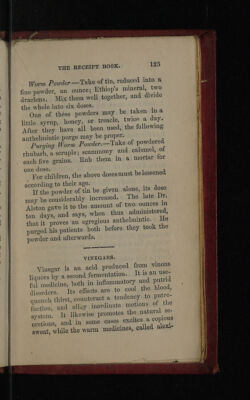 THE RECEIPT BOOK. 125
Worm Powder.—Take of tin, reduced into a
fine powder, an ounce; Ethiop's mineral, two
drachms. Mix them well together, and divide
the whole into six doses.
One of these powders may be taken in a
little syrup, honey, or treacle, twice a day.
After they have all been used, the following
anthelmintic purge may be proper.
Purging Worm Powder.—Take of powdered
rhubarb, a scruple; scammony and calomel, of
each five grains. Rub them in a mortar for
one dose.
For children, the above doses must be lessened
according to their age.
If the powder of tin be given alone, its dose
may be considerably increased. The late Dr.
Alston gave it to the amount of two ounces in
ten days, and says, when thus administered,
that it proves an egregious anthelmintic. He
purged his patients both before they took the
powder and afterwards.
VINEGARS.
Vinegar is an acid produced from vinous
liquors by a second fermentation. It is an use-
ful medicine, both in inflammatory and putrid
disorders. Its effects are to cool the blood,
quench thirst, counteract a tendency to putre-
faction, and allay inordinate motions of the
system. It likewise promotes the natural se-
cretions, and in some cases excites a copious
sweat, while the warm medicines, called alexi-